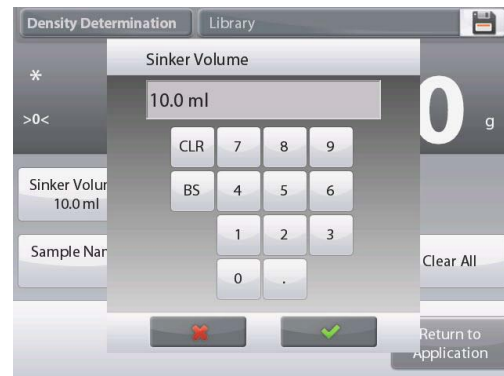 Density Determination Library
Sinker Volume
*
10.0 ml
>0<
0 g
CLR 7 8 9
Sinker Volur
10.0 ml
BS 4 5 6
1 2 3
Sample Nar
Clear All
0 .
Return to
Application